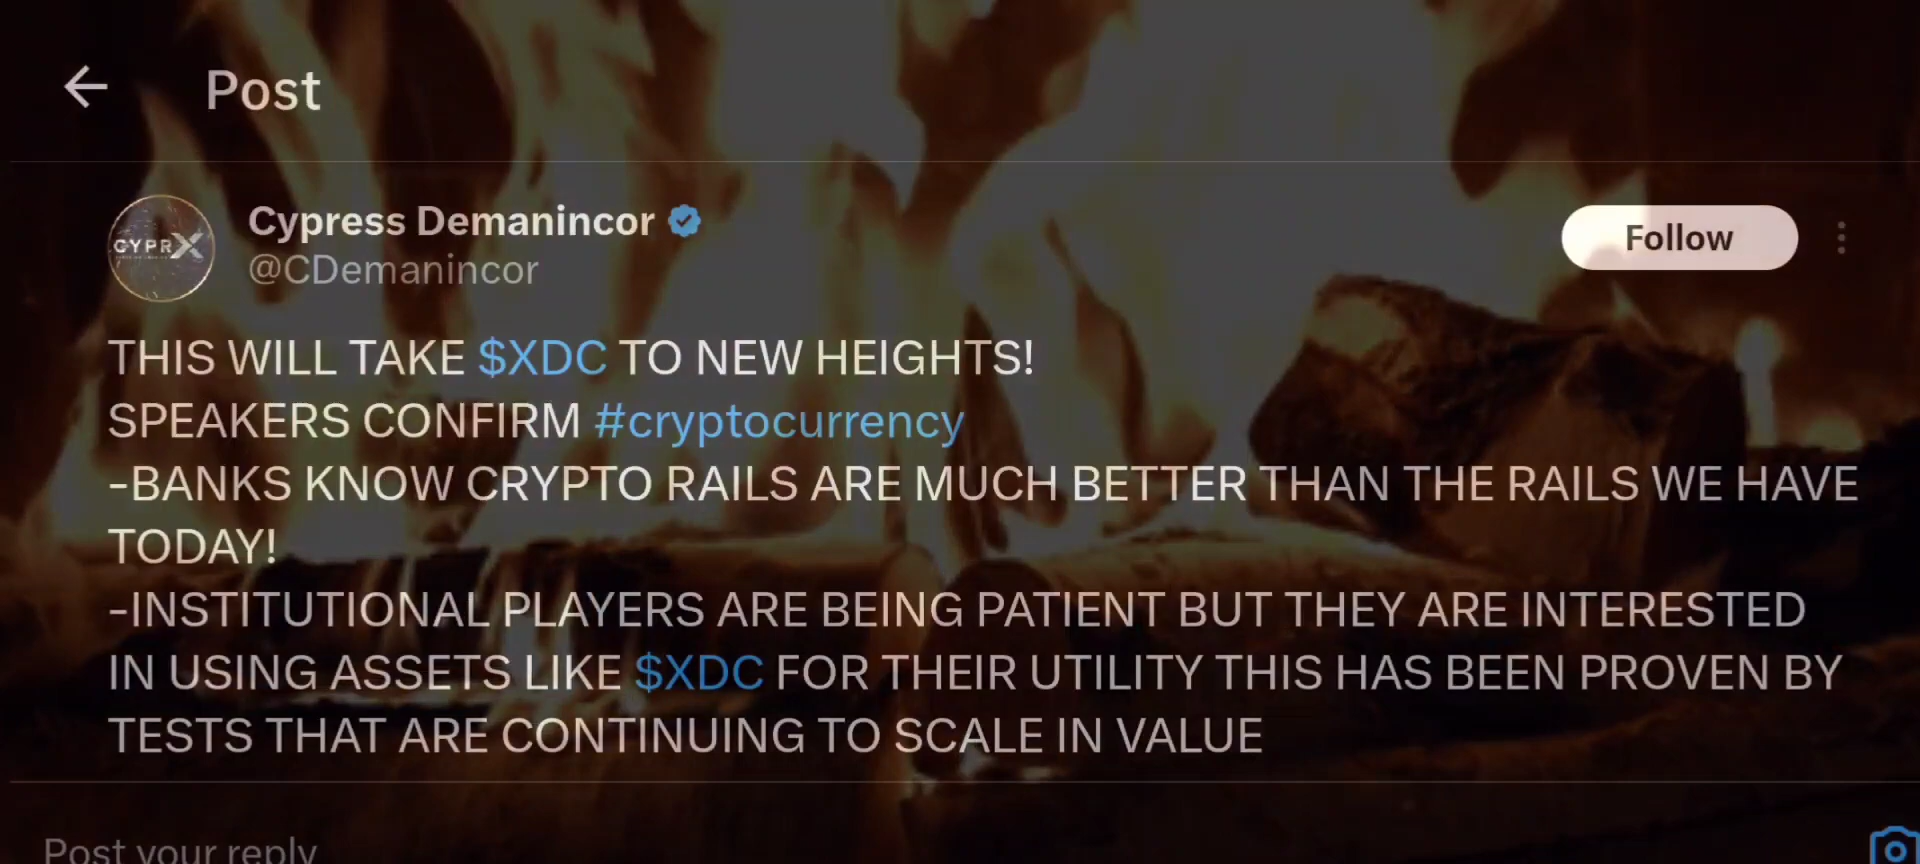 Post
Cypress Demanincor
@CDemanincor
Follow
CYPRX
THIS WILL TAKE $XDC TO NEW HEIGHTS!
SPEAKERS CONFIRM #cryptocurrency
-BANKS KNOW CRYPTO RAILS ARE MUCH BETTER THAN THE RAILS WE HAVE
TODAY!
-INSTITUTIONAL PLAYERS ARE BEING PATIENT BUT THEY ARE INTERESTED
IN USING ASSETS LIKE $XDC FOR THEIR UTILITY THIS HAS BEEN PROVEN BY
TESTS THAT ARE CONTINUING TO SCALE IN VALUE
Post your reply